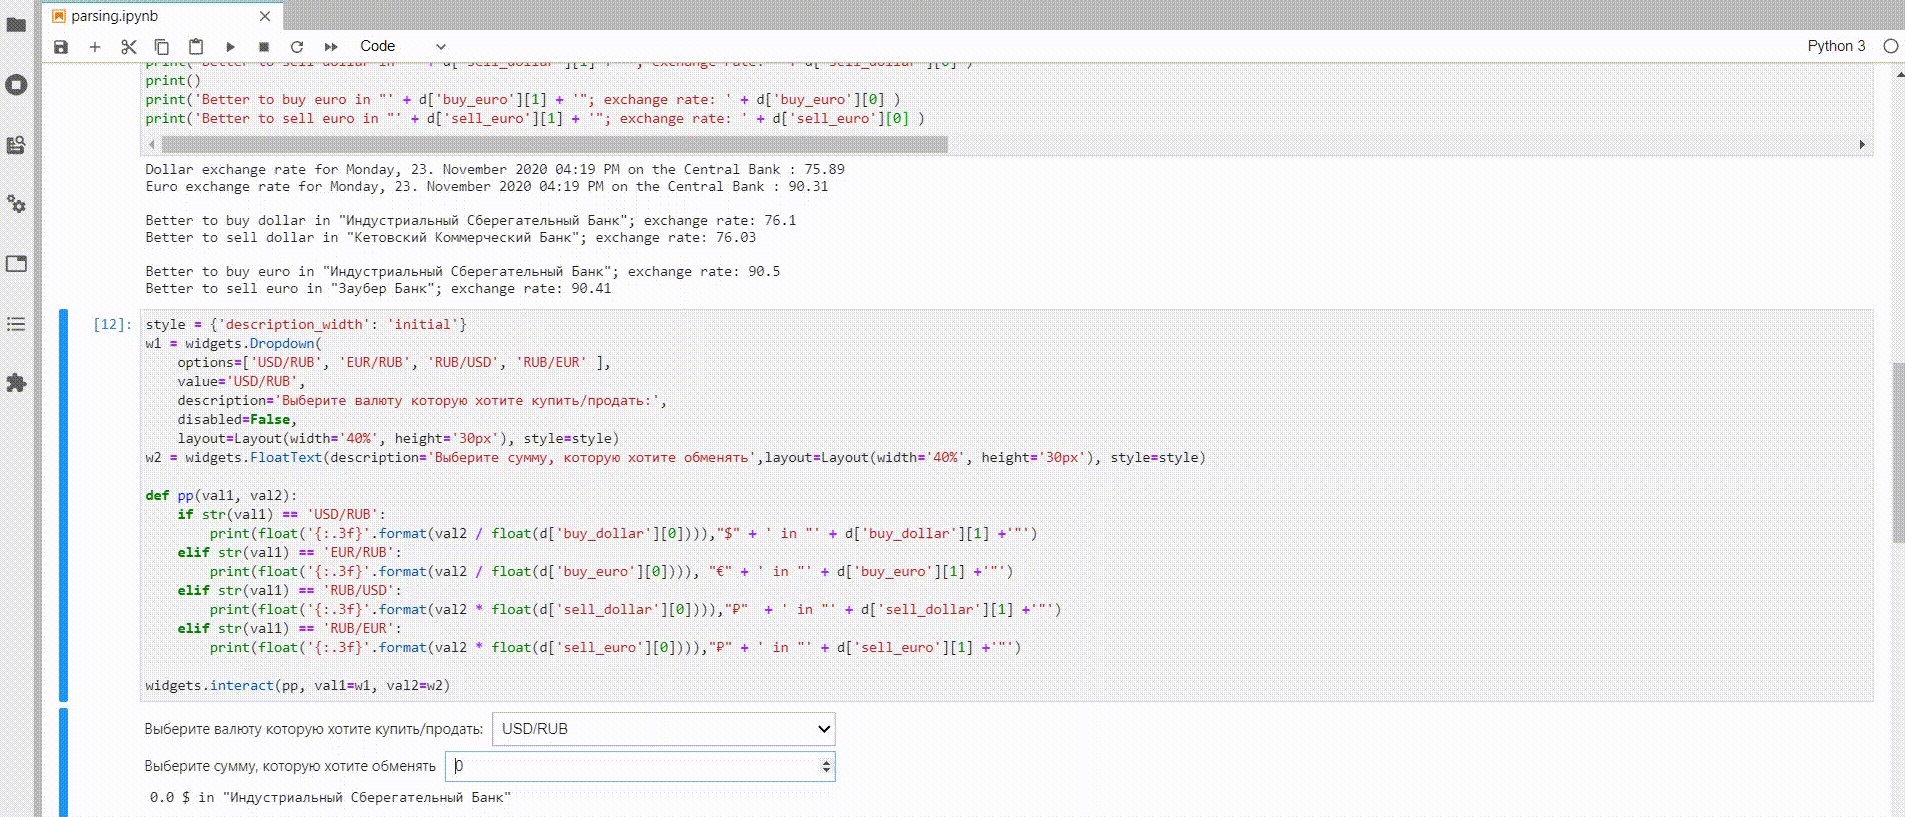 parsing.ipynb
Code
Python 3
print('Better to sell dollar in "' + d['sell_dollar'][1] + '"; exchange rate: ' + d['sell_dollar'][0] )
print()
print('Better to buy euro in "' + d['buy_euro'][1] + '"; exchange rate: ' + d['buy_euro'][0] )
print('Better to sell euro in "' + d['sell_euro'][1] + '"; exchange rate: ' + d['sell_euro'][0] )
Dollar exchange rate for Monday, 23. November 2020 04:19 PM on the Central Bank : 75.89
Euro exchange rate for Monday, 23. November 2020 04:19 PM on the Central Bank : 90.31
Better to buy dollar in "Индустриальный Сберегательный Банк"; exchange rate: 76.1
Better to sell dollar in "Кетовский Коммерческий Банк"; exchange rate: 76.03
Better to buy euro in "Индустриальный Сберегательный Банк"; exchange rate: 90.5
Better to sell euro in "Заубер Банк"; exchange rate: 90.41
[12]:
style = {'description_width': 'initial'}
w1 = widgets.Dropdown(
    options=['USD/RUB', 'EUR/RUB', 'RUB/USD', 'RUB/EUR' ],
    value='USD/RUB',
    description='Выберите валюту которую хотите купить/продать:',
    disabled=False,
    layout=Layout(width='40%', height='30px'), style=style)
w2 = widgets.FloatText(description='Выберите сумму, которую хотите обменять',layout=Layout(width='40%', height='30px'), style=style)
def pp(val1, val2):
    if str(val1) == 'USD/RUB':
        print(float('{:.3f}'.format(val2 / float(d['buy_dollar'][0]))),"$" + ' in "' + d['buy_dollar'][1] +'"')
    elif str(val1) == 'EUR/RUB':
        print(float('{:.3f}'.format(val2 / float(d['buy_euro'][0]))), "€" + ' in "' + d['buy_euro'][1] +'"')
    elif str(val1) == 'RUB/USD':
        print(float('{:.3f}'.format(val2 * float(d['sell_dollar'][0]))),"₽"  + ' in "' + d['sell_dollar'][1] +'"')
    elif str(val1) == 'RUB/EUR':
        print(float('{:.3f}'.format(val2 * float(d['sell_euro'][0]))),"₽" + ' in "' + d['sell_euro'][1] +'"')
widgets.interact(pp, val1=w1, val2=w2)
Выберите валюту которую хотите купить/продать: USD/RUB
Выберите сумму, которую хотите обменять 0
0.0 $ in "Индустриальный Сберегательный Банк"